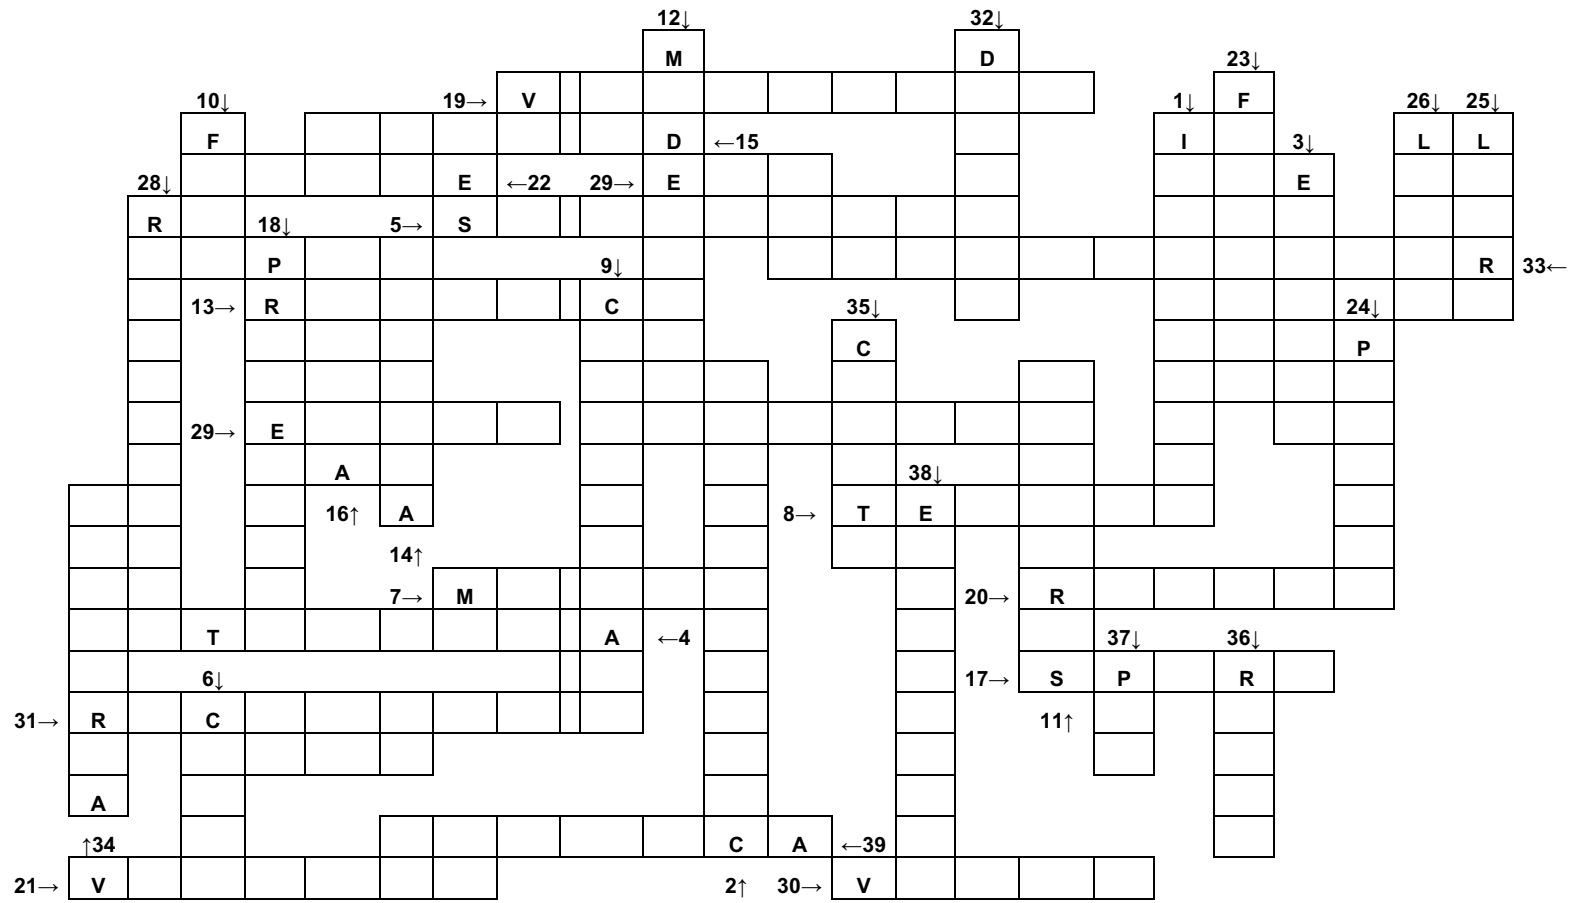 12↓ 32↓
M D 23↓
10↓ 19→ V 1↓ F 26↓ 25↓
F D ←15 I 3↓ L L
28↓ E ←22 29→ E E
R 18↓ 5→ S
P 9↓ R 33←
13→ R C 35↓ 24↓
C P
29→ E
A 38↓
16↑ A 8→ T E
14↑
7→ M 20→ R
T A ←4 37↓ 36↓
6↓ 17→ S P R
31→ R C 11↑
A
↑34 C A ←39
21→ V 2↑ 30→ V